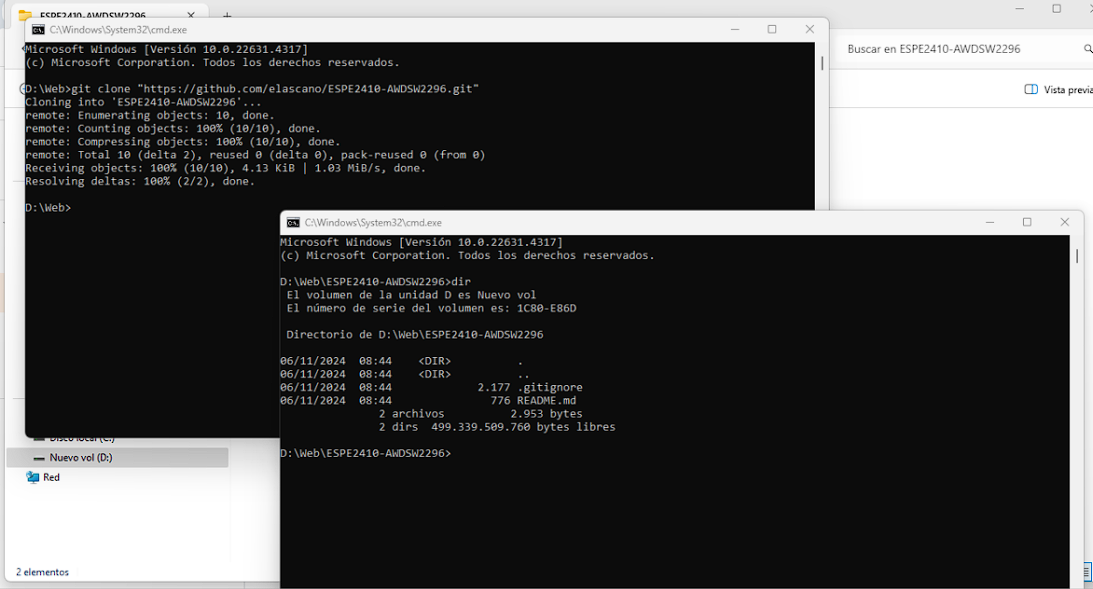 ESPE2410-AWDSW2296
C:\Windows\System32\cmd.exe
Microsoft Windows [Versión 10.0.22631.4317]
(c) Microsoft Corporation. Todos los derechos reservados.
D:\Web>git clone "https://github.com/elascano/ESPE2410-AWDSW2296.git"
Cloning into 'ESPE2410-AWDSW2296'...
remote: Enumerating objects: 10, done.
remote: Counting objects: 100% (10/10), done.
remote: Compressing objects: 100% (10/10), done.
remote: Total 10 (delta 2), reused 0 (delta 0), pack-reused 0 (from 0)
Receiving objects: 100% (10/10), 4.13 KiB | 1.03 MiB/s, done.
Resolving deltas: 100% (2/2), done.
D:\Web>
Buscar en ESPE2410-AWDSW2296
Vista previa
C:\Windows\System32\cmd.exe
Microsoft Windows [Versión 10.0.22631.4317]
(c) Microsoft Corporation. Todos los derechos reservados.
D:\Web\ESPE2410-AWDSW2296>dir
El volumen de la unidad D es Nuevo vol
El número de serie del volumen es: 1C80-E86D
Directorio de D:\Web\ESPE2410-AWDSW2296
06/11/2024 08:44 <DIR> .
06/11/2024 08:44 <DIR> ..
06/11/2024 08:44 2.177 .gitignore
06/11/2024 08:44 776 README.md
2 archivos 2.953 bytes
2 dirs 499.339.509.760 bytes libres
D:\Web\ESPE2410-AWDSW2296>
Disco local (C:)
Nuevo vol (D:)
Red
2 elementos